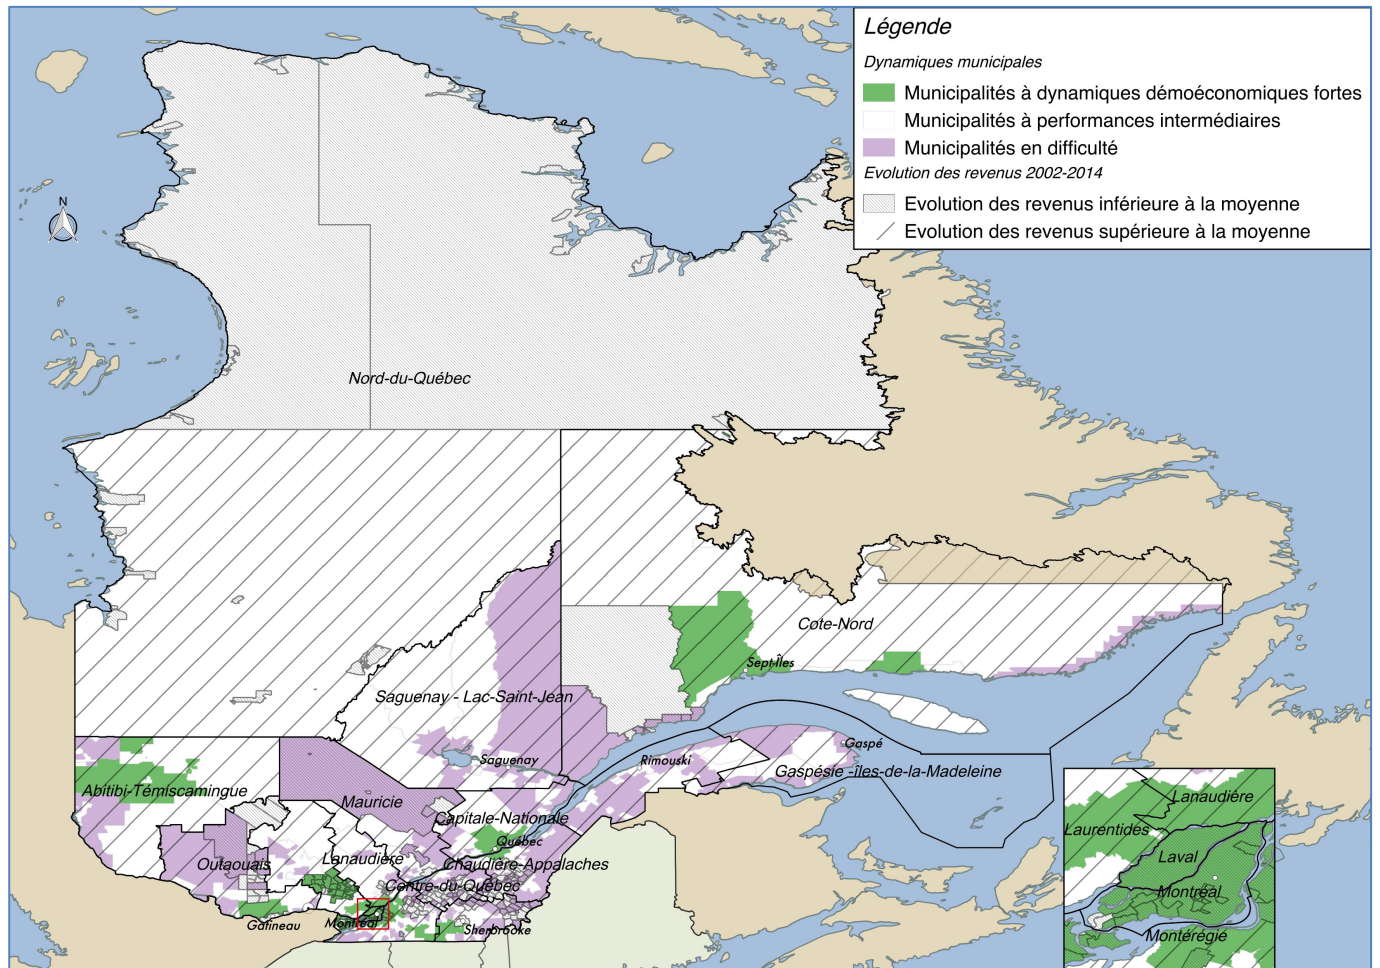 Légende
Dynamiques municipales
Municipalités à dynamiques démoéconomiques fortes
Municipalités à performances intermédiaires
Municipalités en difficulté
Evolution des revenus 2002-2014
Evolution des revenus inférieure à la moyenne
Evolution des revenus supérieure à la moyenne
N
Nord-du-Québec
Cote-Nord
Sept-Îles
Saguenay - Lac-Saint-Jean
Saguenay
Rimouski
Gaspé
Gaspésie -îles-de-la-Madeleine
Abitibi-Témiscamingue
Mauricie
Capitale-Nationale
Québec
Outaouais
Lanaudière
Chaudière-Appalaches
Centre-du-Québec
Gatineau
Montréal
Sherbrooke
Lanaudière
Laurentides
Laval
Montréal
Montérégie